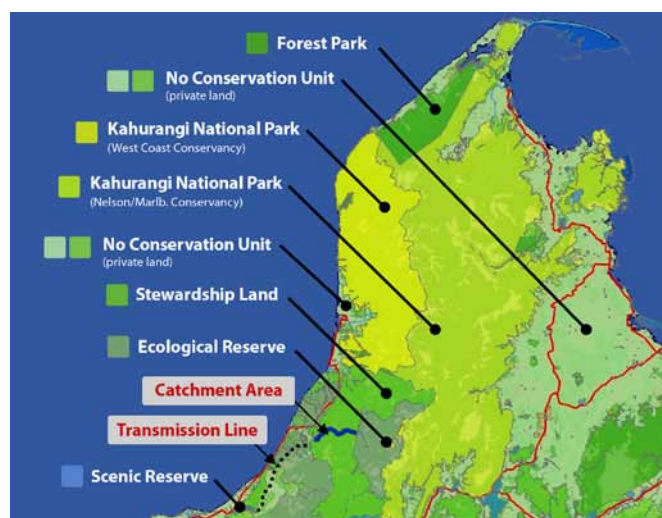 Forest Park
No Conservation Unit
(private land)
Kahurangi National Park
(West Coast Conservancy)
Kahurangi National Park
(Nelson/Marlb. Conservancy)
No Conservation Unit
(private land)
Stewardship Land
Ecological Reserve
Catchment Area
Transmission Line
Scenic Reserve